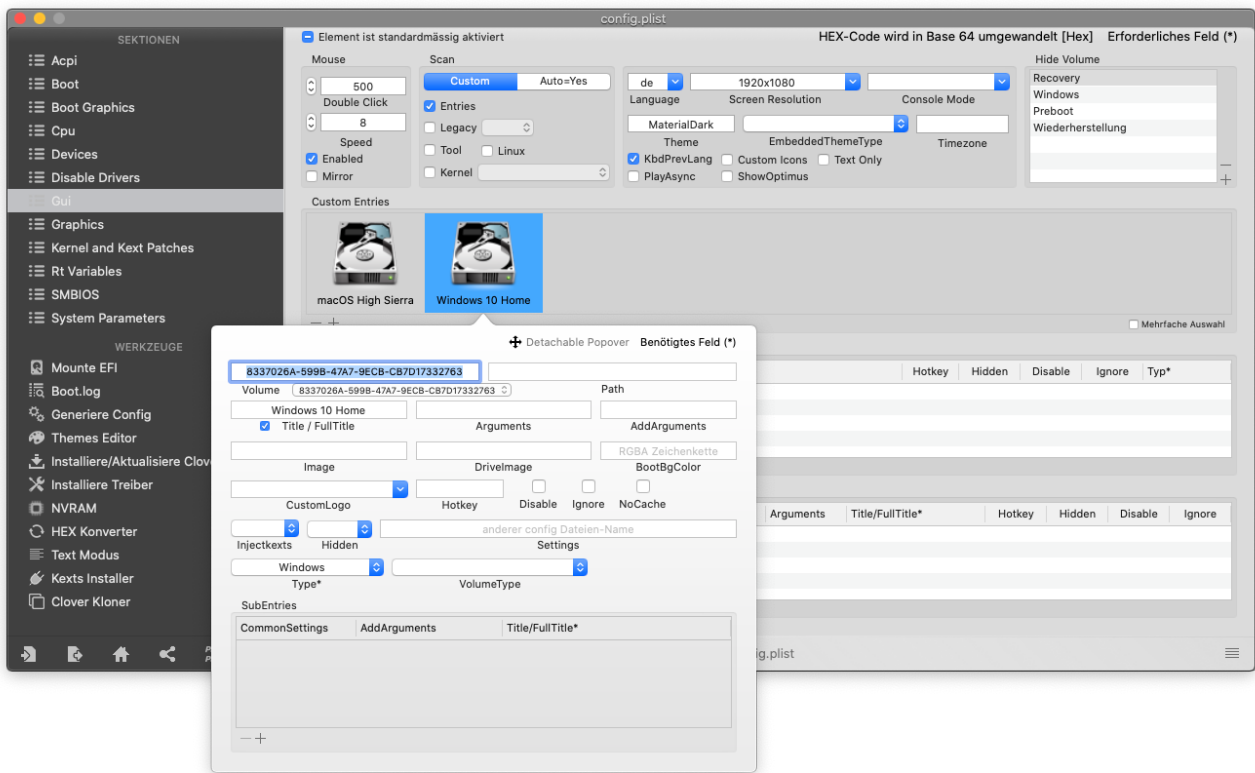 config.plist
SEKTIONEN
Acpi
Boot
Boot Graphics
Cpu
Devices
Disable Drivers
Gui
Graphics
Kernel and Kext Patches
Rt Variables
SMBIOS
System Parameters
WERKZEUGE
Mounte EFI
Boot.log
Generiere Config
Themes Editor
Installiere/Aktualisiere Clov
Installiere Treiber
NVRAM
HEX Konverter
Text Modus
Kexts Installer
Clover Kloner
Element ist standardmässig aktiviert
HEX-Code wird in Base 64 umgewandelt [Hex] Erforderliches Feld (*)
Mouse
500
Double Click
8
Speed
Enabled
Mirror
Scan
Custom Auto=Yes
Entries
Legacy
Tool Linux
Kernel
de 1920x1080
Language Screen Resolution Console Mode
MaterialDark
Theme EmbeddedThemeType Timezone
KbdPrevLang Custom Icons Text Only
PlayAsync ShowOptimus
Hide Volume
Recovery
Windows
Preboot
Wiederherstellung
Custom Entries
macOS High Sierra Windows 10 Home
Mehrfache Auswahl
Hotkey Hidden Disable Ignore Typ*
Arguments Title/FullTitle* Hotkey Hidden Disable Ignore
ig.plist
Detachable Popover Benötigtes Feld (*)
8337026A-599B-47A7-9ECB-CB7D17332763
Volume 8337026A-599B-47A7-9ECB-CB7D17332763 Path
Windows 10 Home
Title / FullTitle Arguments AddArguments
RGBA Zeichenkette
Image DriveImage BootBgColor
CustomLogo Hotkey Disable Ignore NoCache
anderer config Dateien-Name
Injectkexts Hidden Settings
Windows
Type* VolumeType
SubEntries
CommonSettings AddArguments Title/FullTitle*